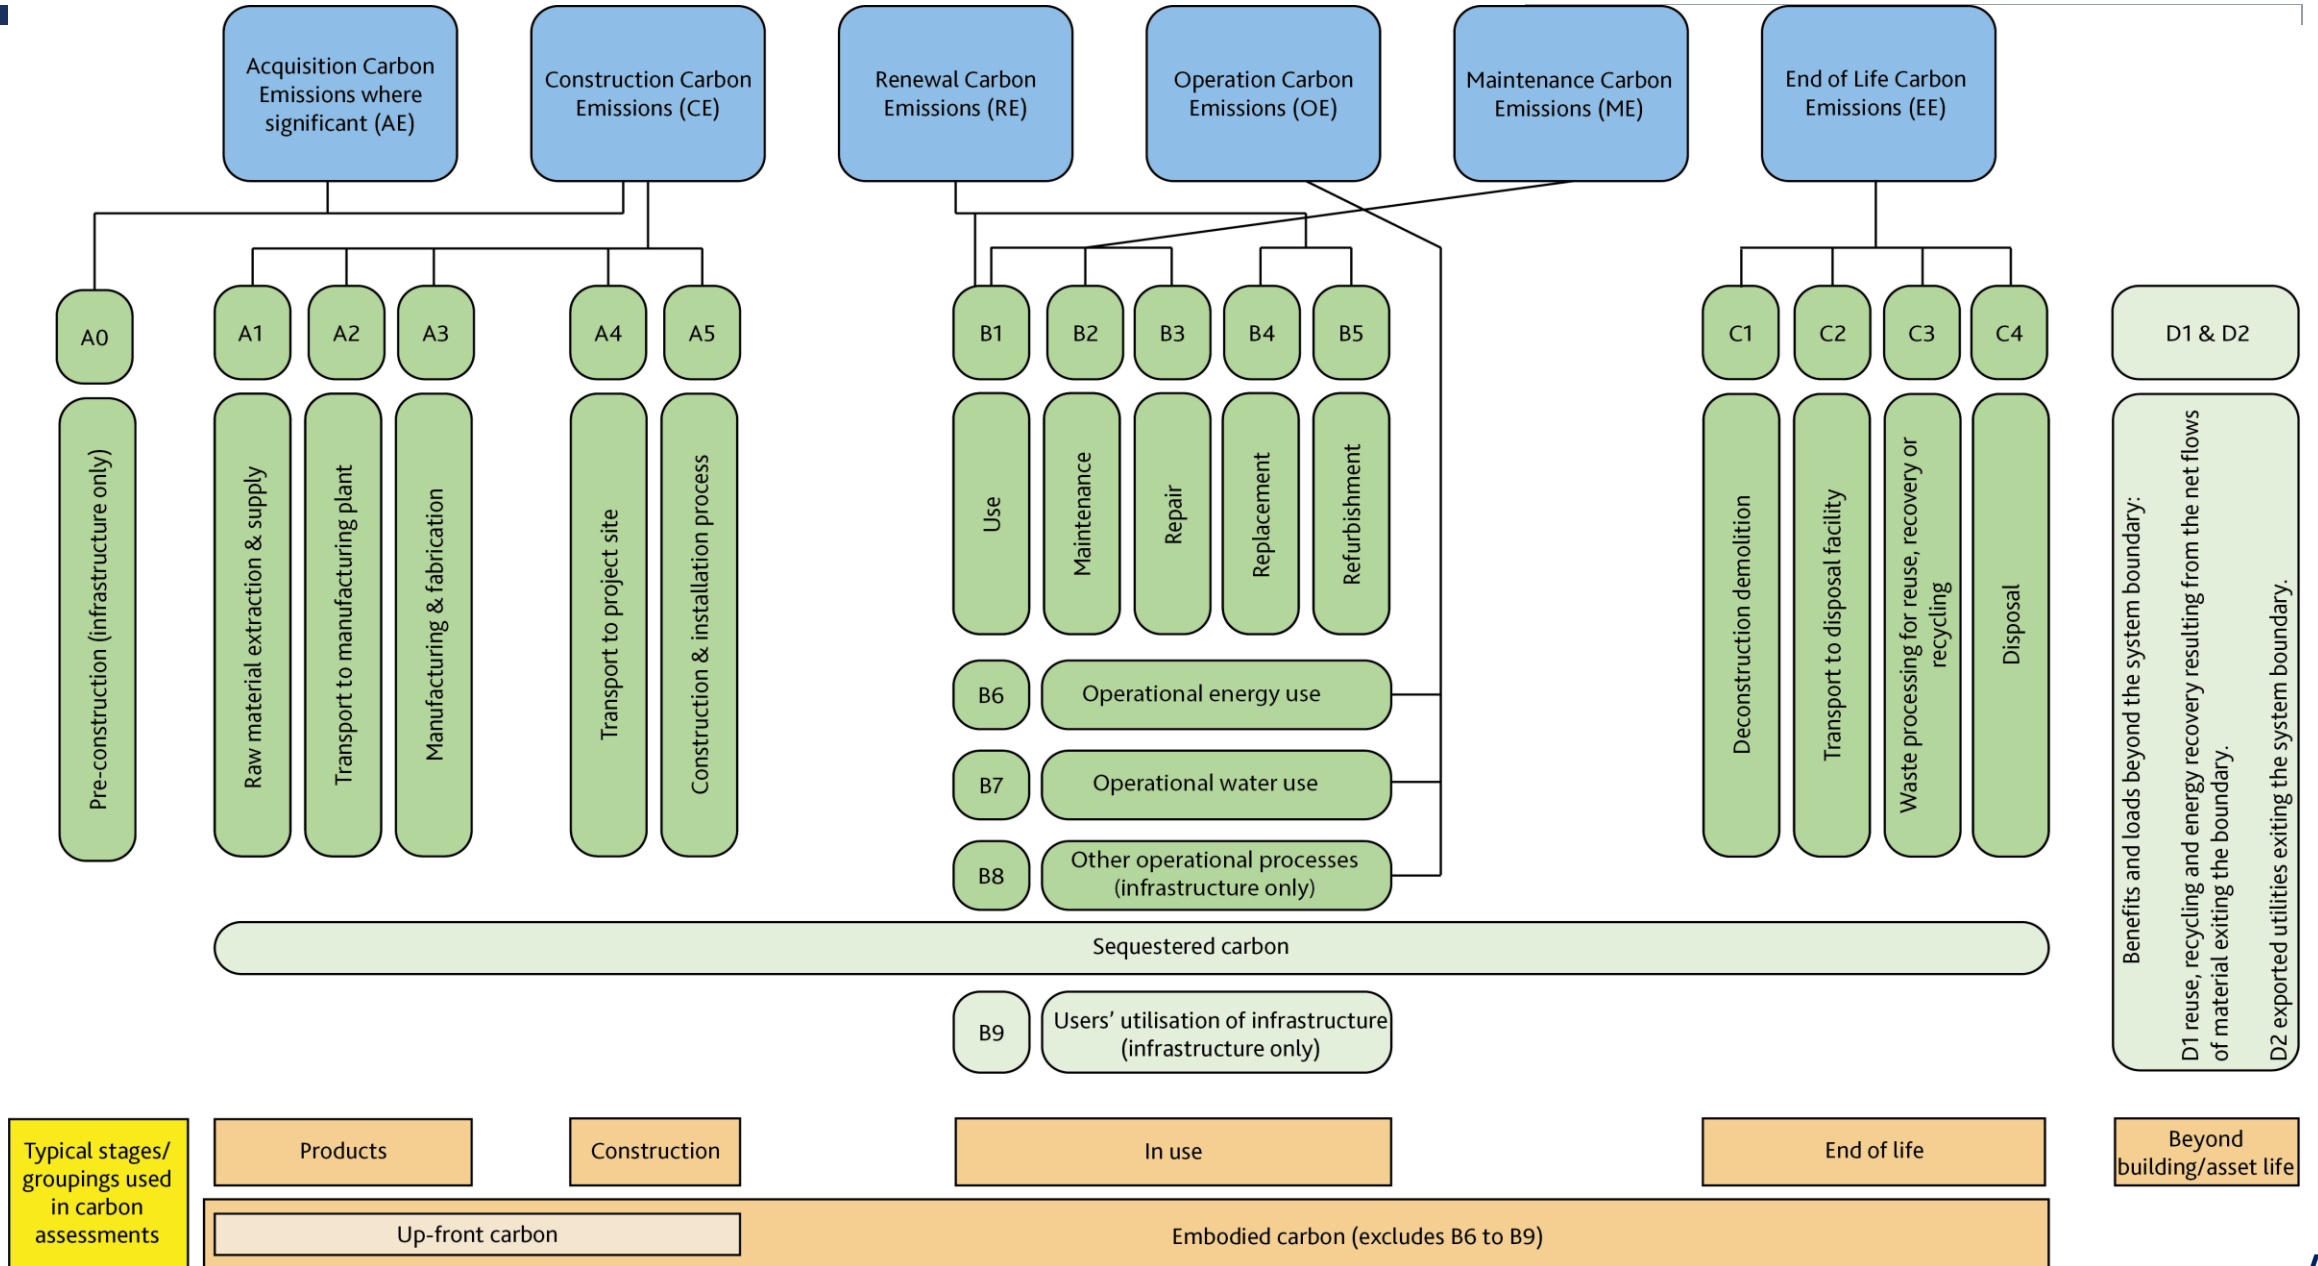 Acquisition Carbon
Emissions where
significant (AE)
Construction Carbon
Emissions (CE)
Renewal Carbon
Emissions (RE)
Operation Carbon
Emissions (OE)
Maintenance Carbon
Emissions (ME)
End of Life Carbon
Emissions (EE)
A0
A1
A2
A3
A4
A5
B1
B2
B3
B4
B5
C1
C2
C3
C4
D1 & D2
Pre-construction (infrastructure only)
Raw material extraction & supply
Transport to manufacturing plant
Manufacturing & fabrication
Transport to project site
Construction & installation process
Use
Maintenance
Repair
Replacement
Refurbishment
Deconstruction demolition
Transport to disposal facility
Waste processing for reuse, recovery or
recycling
Disposal
Benefits and loads beyond the system boundary:
D1 reuse, recycling and energy recovery resulting from the net flows
of material exiting the boundary.
D2 exported utilities exiting the system boundary.
B6
Operational energy use
B7
Operational water use
B8
Other operational processes
(infrastructure only)
Sequestered carbon
B9
Users’ utilisation of infrastructure
(infrastructure only)
Typical stages/
groupings used
in carbon
assessments
Products
Construction
In use
End of life
Beyond
building/asset life
Up-front carbon
Embodied carbon (excludes B6 to B9)